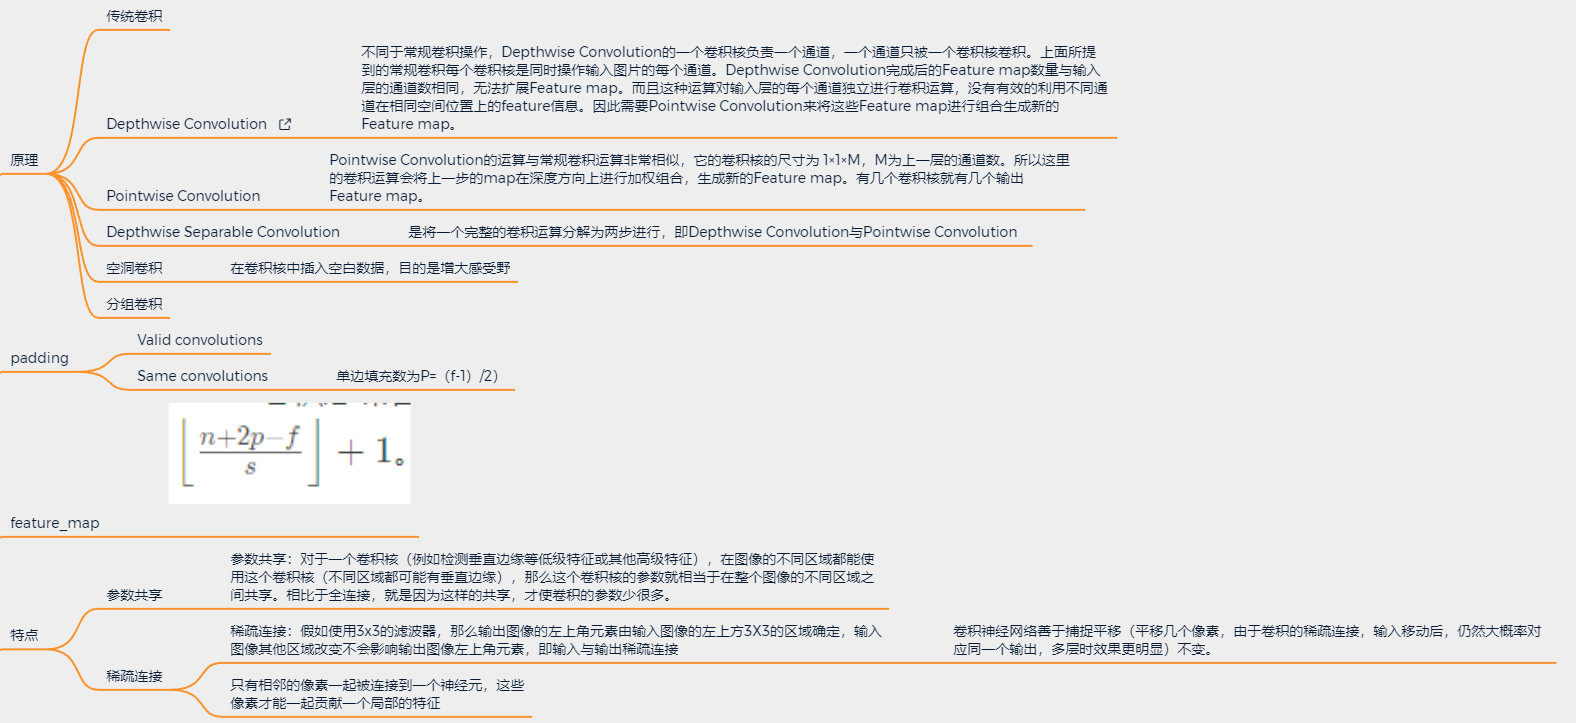 传统卷积
不同于常规卷积操作，Depthwise Convolution的一个卷积核负责一个通道，一个通道只被一个卷积核卷积。上面所提
到的常规卷积每个卷积核是同时操作输入图片的每个通道。Depthwise Convolution完成后的Feature map数量与输入
层的通道数相同，无法扩展Feature map。而且这种运算对输入层的每个通道独立进行卷积运算，没有有效的利用不同通
道在相同空间位置上的feature信息。因此需要Pointwise Convolution来将这些Feature map进行组合生成新的
Feature map。
Depthwise Convolution
原理
Pointwise Convolution的运算与常规卷积运算非常相似，它的卷积核的尺寸为 1×1×M，M为上一层的通道数。所以这里
的卷积运算会将上一步的map在深度方向上进行加权组合，生成新的Feature map。有几个卷积核就有几个输出
Feature map。
Pointwise Convolution
Depthwise Separable Convolution
是将一个完整的卷积运算分解为两步进行，即Depthwise Convolution与Pointwise Convolution
空洞卷积
在卷积核中插入空白数据，目的是增大感受野
分组卷积
padding
Valid convolutions
Same convolutions
单边填充数为P=（f-1）/2）
⌊(n+2p−f)/s⌋ + 1。
feature_map
参数共享：对于一个卷积核（例如检测垂直边缘等低级特征或其他高级特征），在图像的不同区域都能使
用这个卷积核（不同区域都可能有垂直边缘），那么这个卷积核的参数就相当于在整个图像的不同区域之
间共享。相比于全连接，就是因为这样的共享，才使卷积的参数少很多。
参数共享
特点
稀疏连接：假如使用3x3的滤波器，那么输出图像的左上角元素由输入图像的左上方3X3的区域确定，输入
图像其他区域改变不会影响输出图像左上角元素，即输入与输出稀疏连接
卷积神经网络善于捕捉平移（平移几个像素，由于卷积的稀疏连接，输入移动后，仍然大概率对
应同一个输出，多层时效果更明显）不变。
稀疏连接
只有相邻的像素一起被连接到一个神经元，这些
像素才能一起贡献一个局部的特征